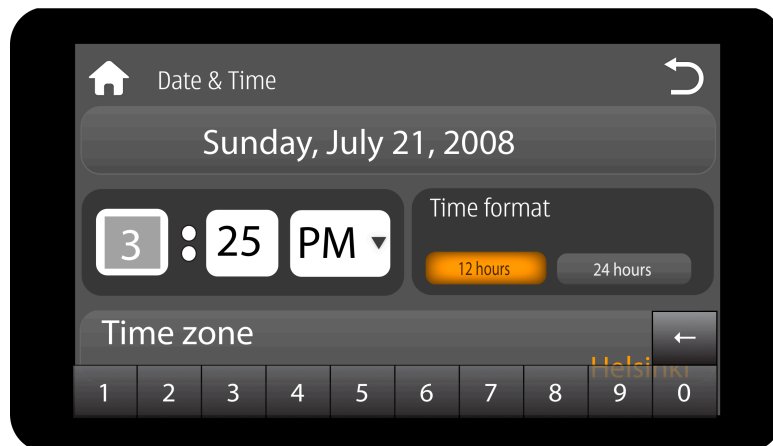 Date & Time
Sunday, July 21, 2008
3 : 25 PM
Time format
12 hours 24 hours
Time zone
Helsinki
1 2 3 4 5 6 7 8 9 0